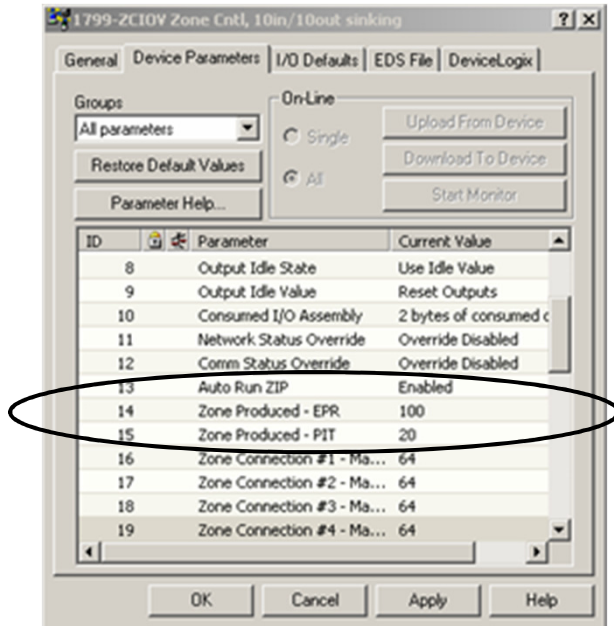 1799-ZCIOV Zone Cntl, 10in/10out sinking
General Device Parameters I/O Defaults EDS File DeviceLogix
Groups
All parameters
Restore Default Values
Parameter Help...
On-Line
Single
All
Upload From Device
Download To Device
Start Monitor
ID Parameter Current Value
8 Output Idle State Use Idle Value
9 Output Idle Value Reset Outputs
10 Consumed I/O Assembly 2 bytes of consumed
11 Network Status Override Override Disabled
12 Comm Status Override Override Disabled
13 Auto Run ZIP Enabled
14 Zone Produced - EPR 100
15 Zone Produced - PIT 20
16 Zone Connection #1 - Ma... 64
17 Zone Connection #2 - Ma... 64
18 Zone Connection #3 - Ma... 64
19 Zone Connection #4 - Ma... 64
OK Cancel Apply Help